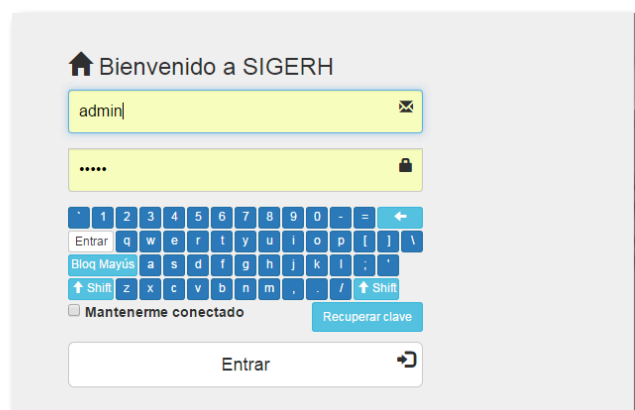 Bienvenido a SIGERH
admin
•••••
` 1 2 3 4 5 6 7 8 9 0 - =
Entrar q w e r t y u i o p [ ] \
Bloq Mayús a s d f g h j k l ; '
Shift z x c v b n m , . / Shift
Mantenerme conectado Recuperar clave
Entrar